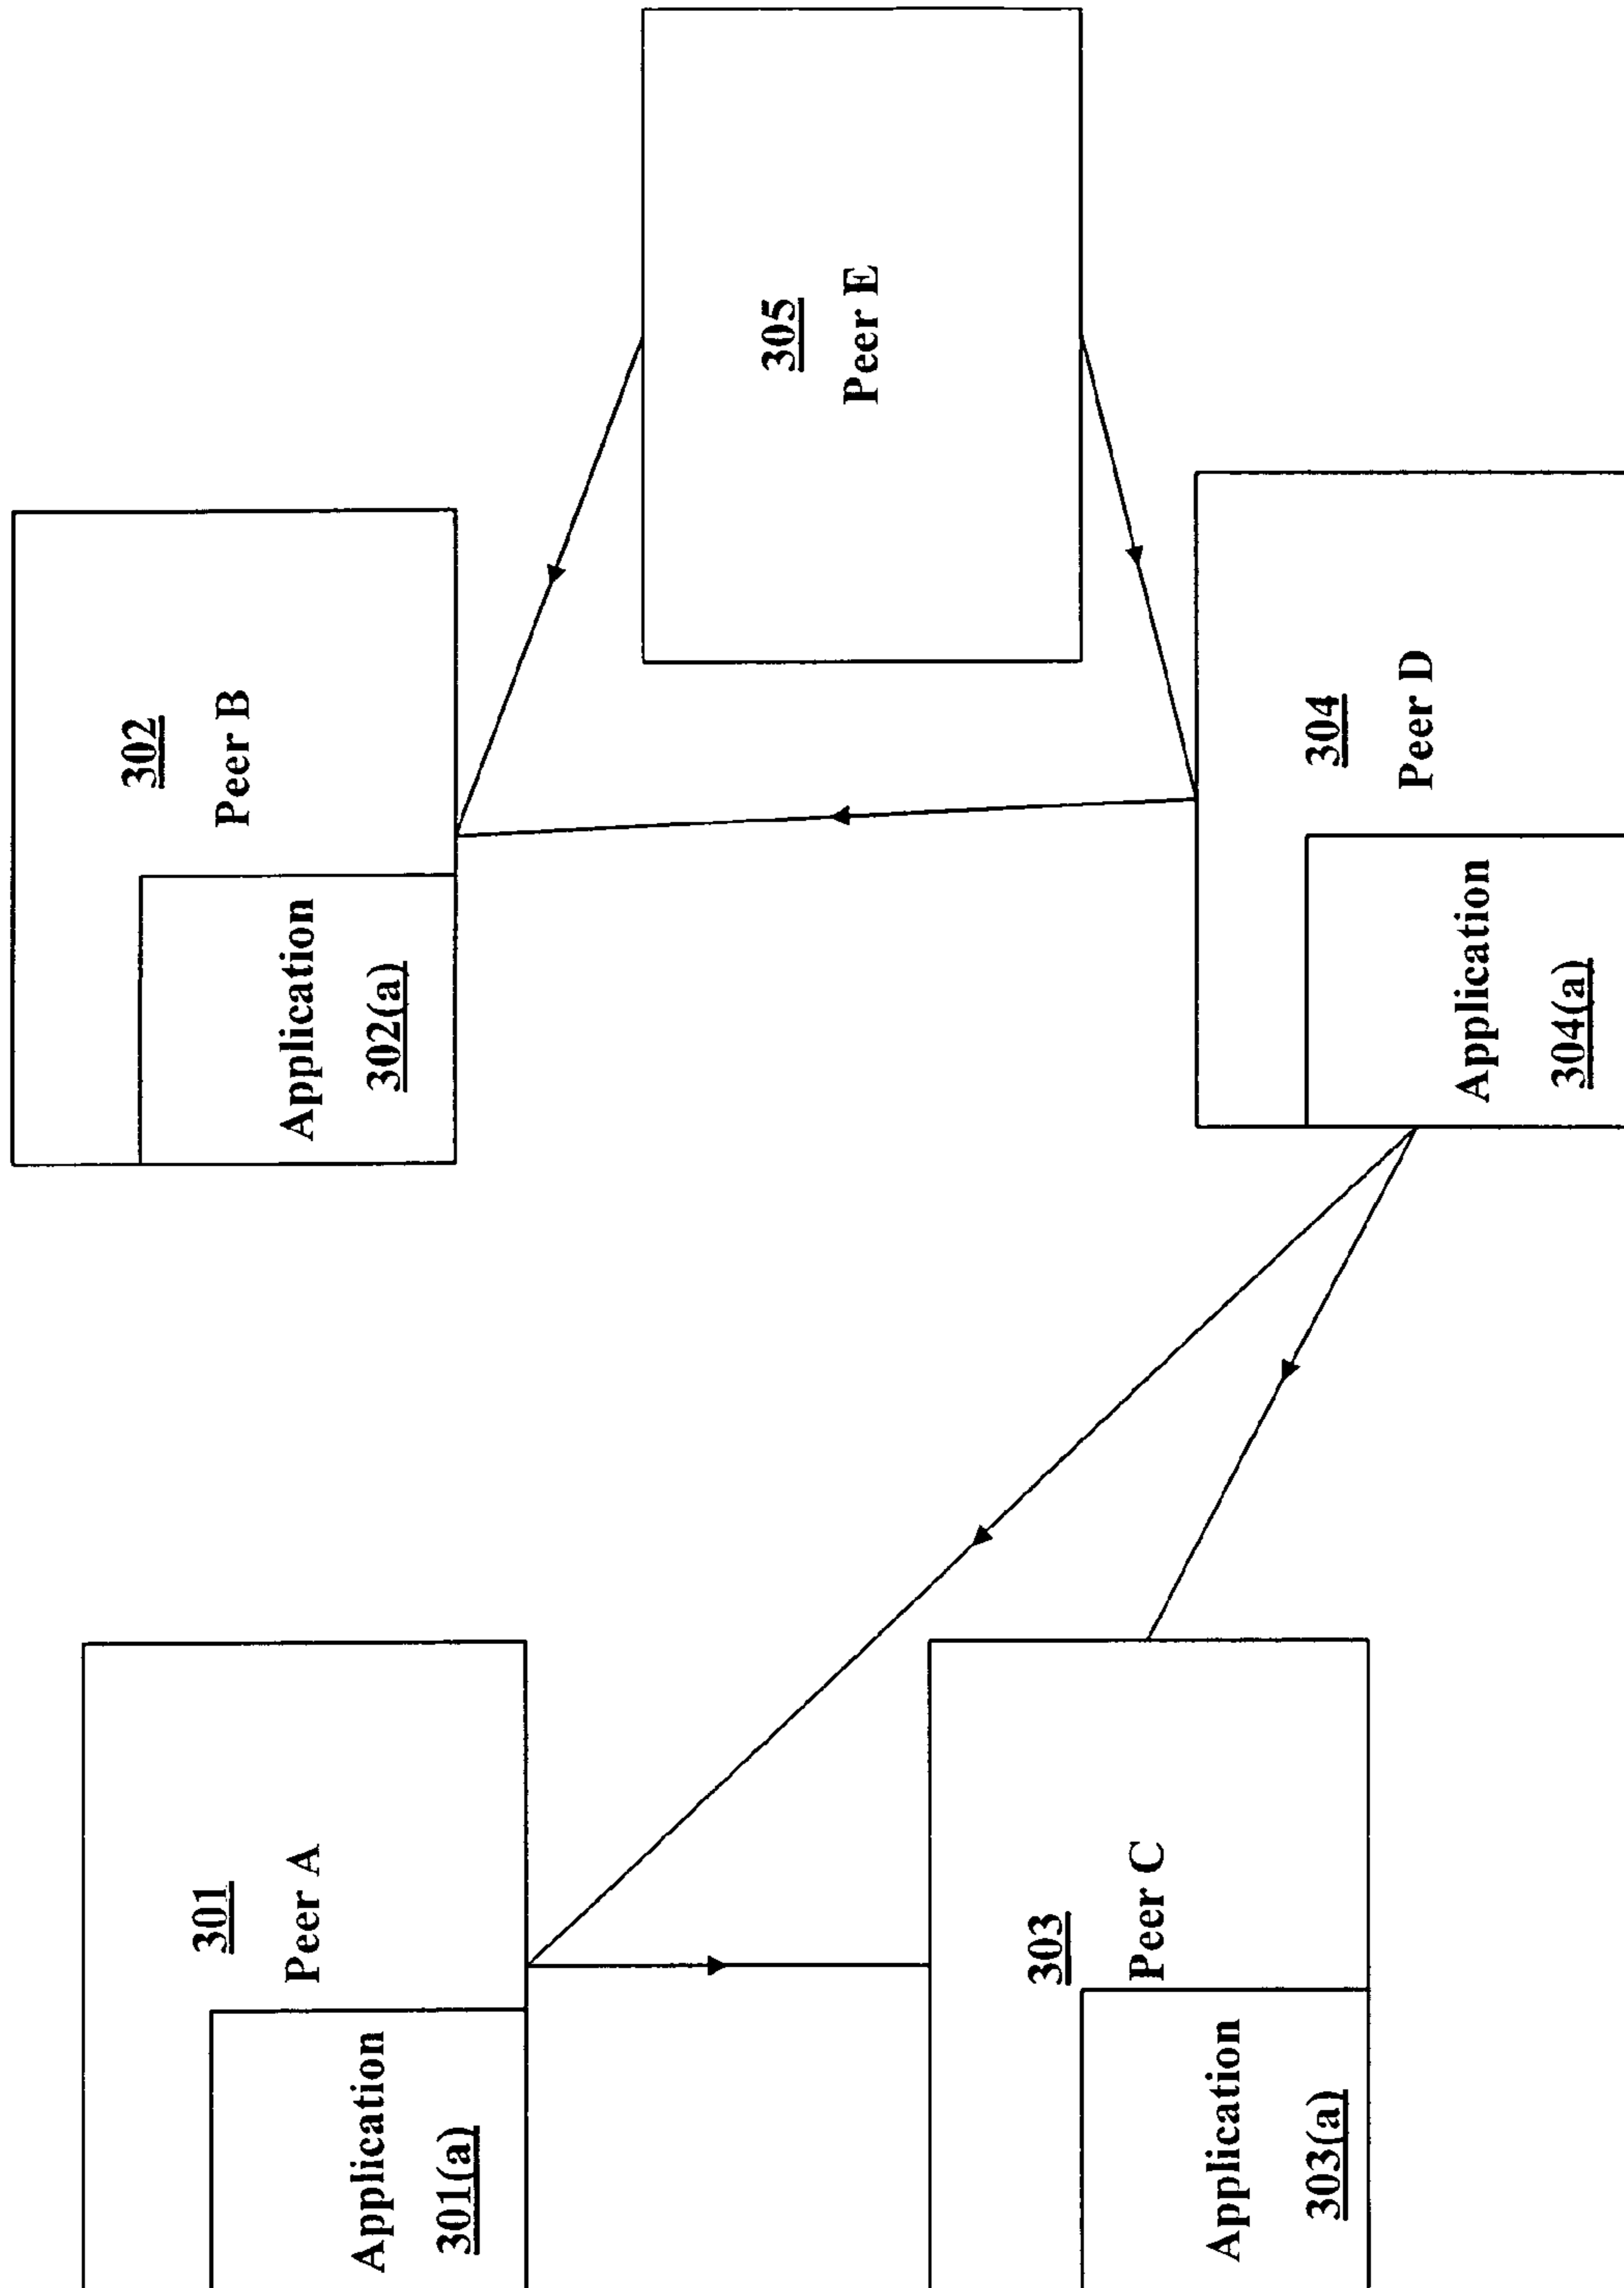 301
Peer A
Application
301(a)
302
Peer B
Application
302(a)
303
Peer C
Application
303(a)
304
Peer D
Application
304(a)
305
Peer E